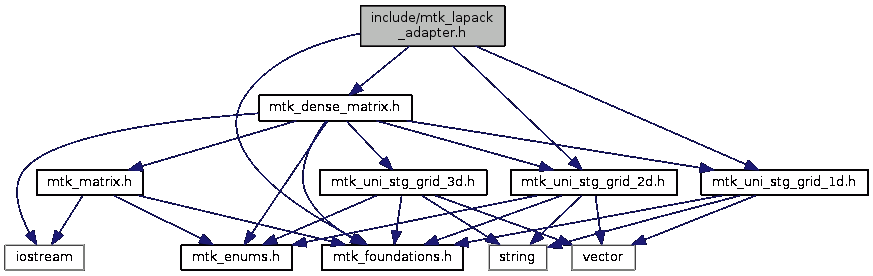 include/mtk_lapack
_adapter.h
mtk_dense_matrix.h
mtk_matrix.h
mtk_uni_stg_grid_3d.h
mtk_uni_stg_grid_2d.h
mtk_uni_stg_grid_1d.h
iostream
mtk_enums.h
mtk_foundations.h
string
vector